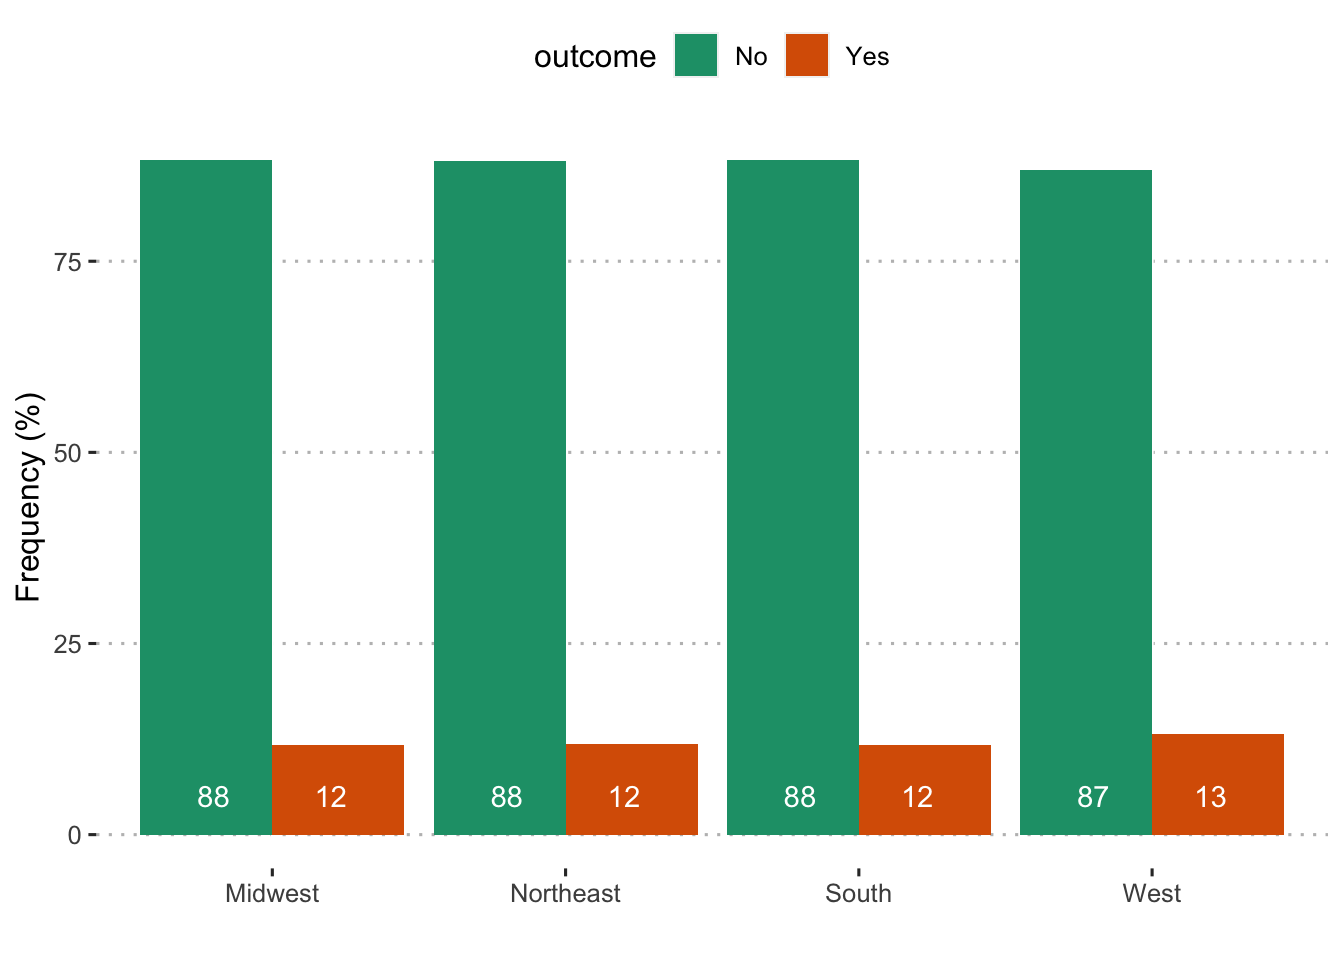 outcome No Yes
Frequency (%)
75
50
25
0
88 12 88 12 88 12 87 13
Midwest Northeast South West